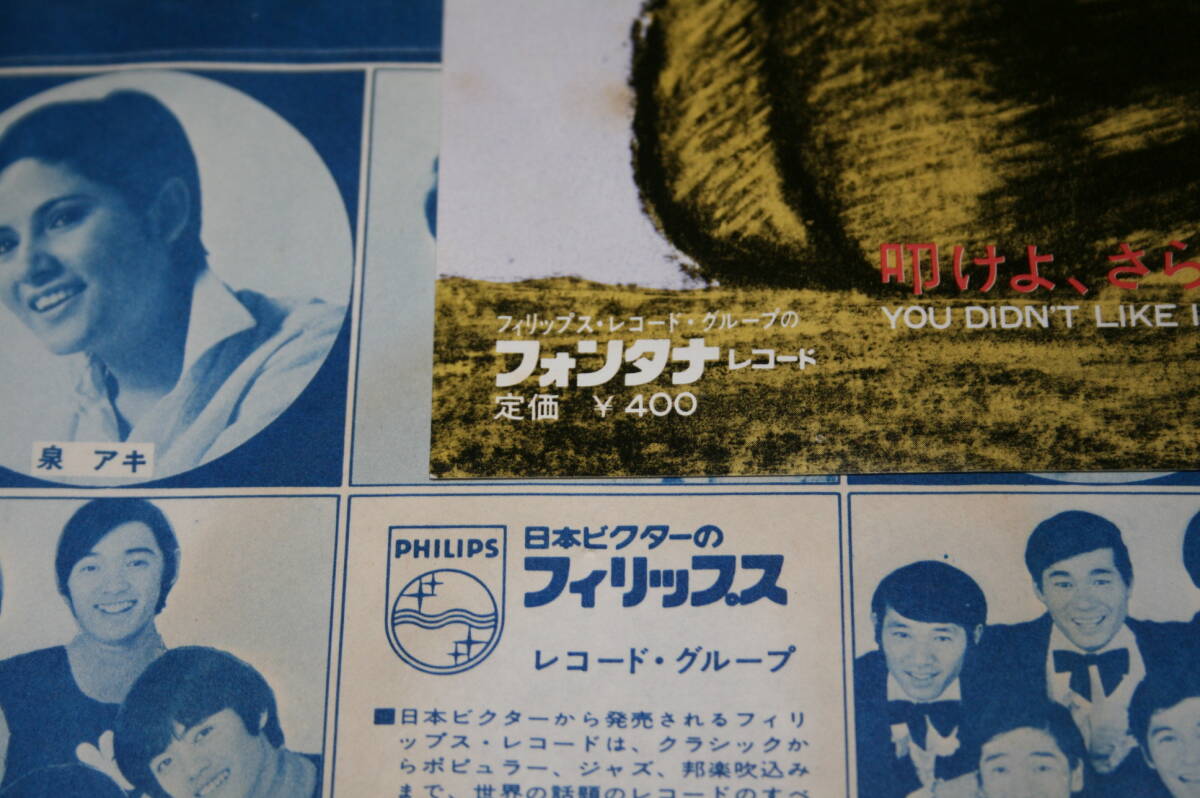 叩けよ、さら
YOU DIDN'T LIKE I
フィリップス・レコード・グループの
フォンタナ レコード
定価 ¥400
泉 アキ
PHILIPS
日本ビクターの
フィリップス
レコード・グループ
■日本ビクターから発売されるフィリ
ップス・レコードは、クラシックか
らポピュラー、ジャズ、邦楽吹込み
まで、世界の話題のレコードのすべ